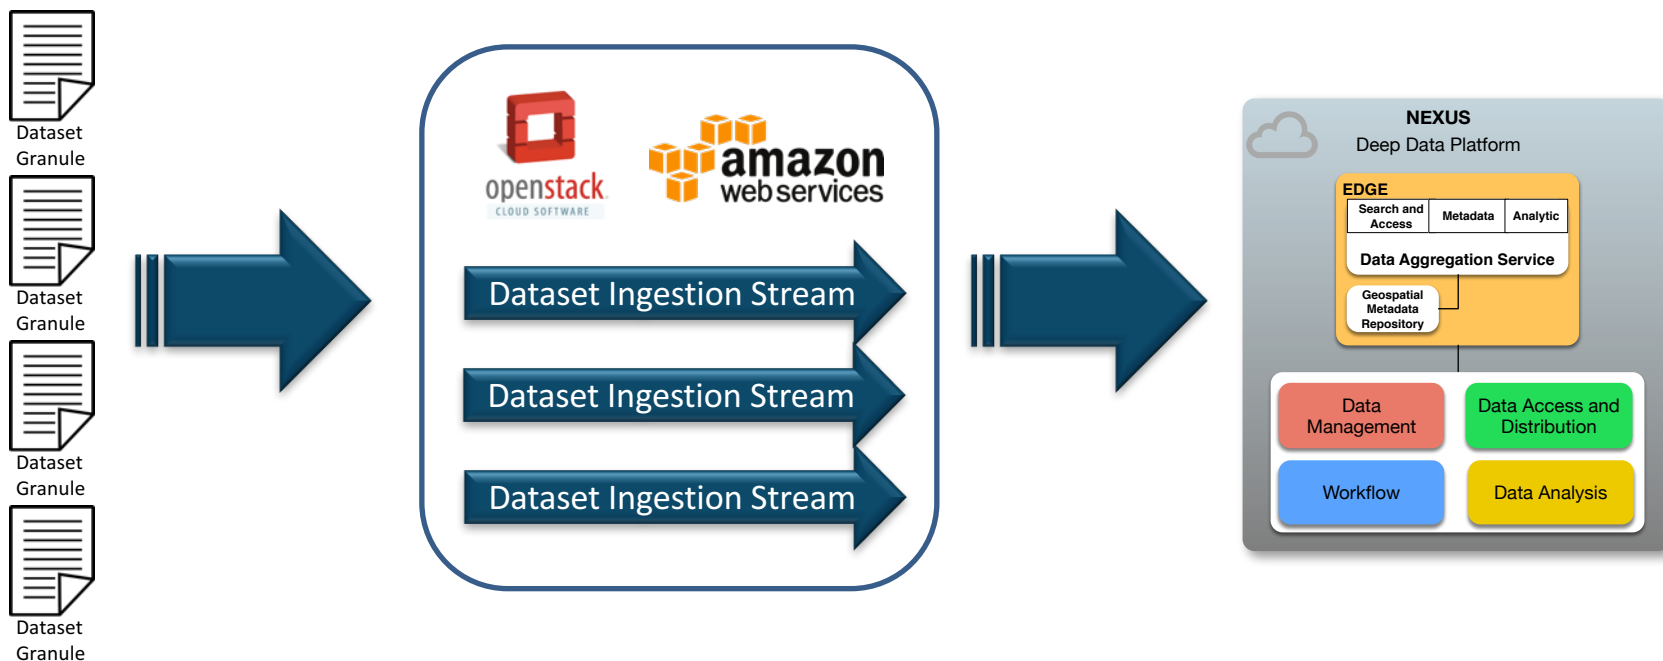 Dataset
Granule
Dataset
Granule
Dataset
Granule
Dataset
Granule
openstack
CLOUD SOFTWARE
amazon
webservices
Dataset Ingestion Stream
Dataset Ingestion Stream
Dataset Ingestion Stream
NEXUS
Deep Data Platform
EDGE
Search and
Access
Metadata
Analytic
Data Aggregation Service
Geospatial
Metadata
Repository
Data
Management
Data Access and
Distribution
Workflow
Data Analysis